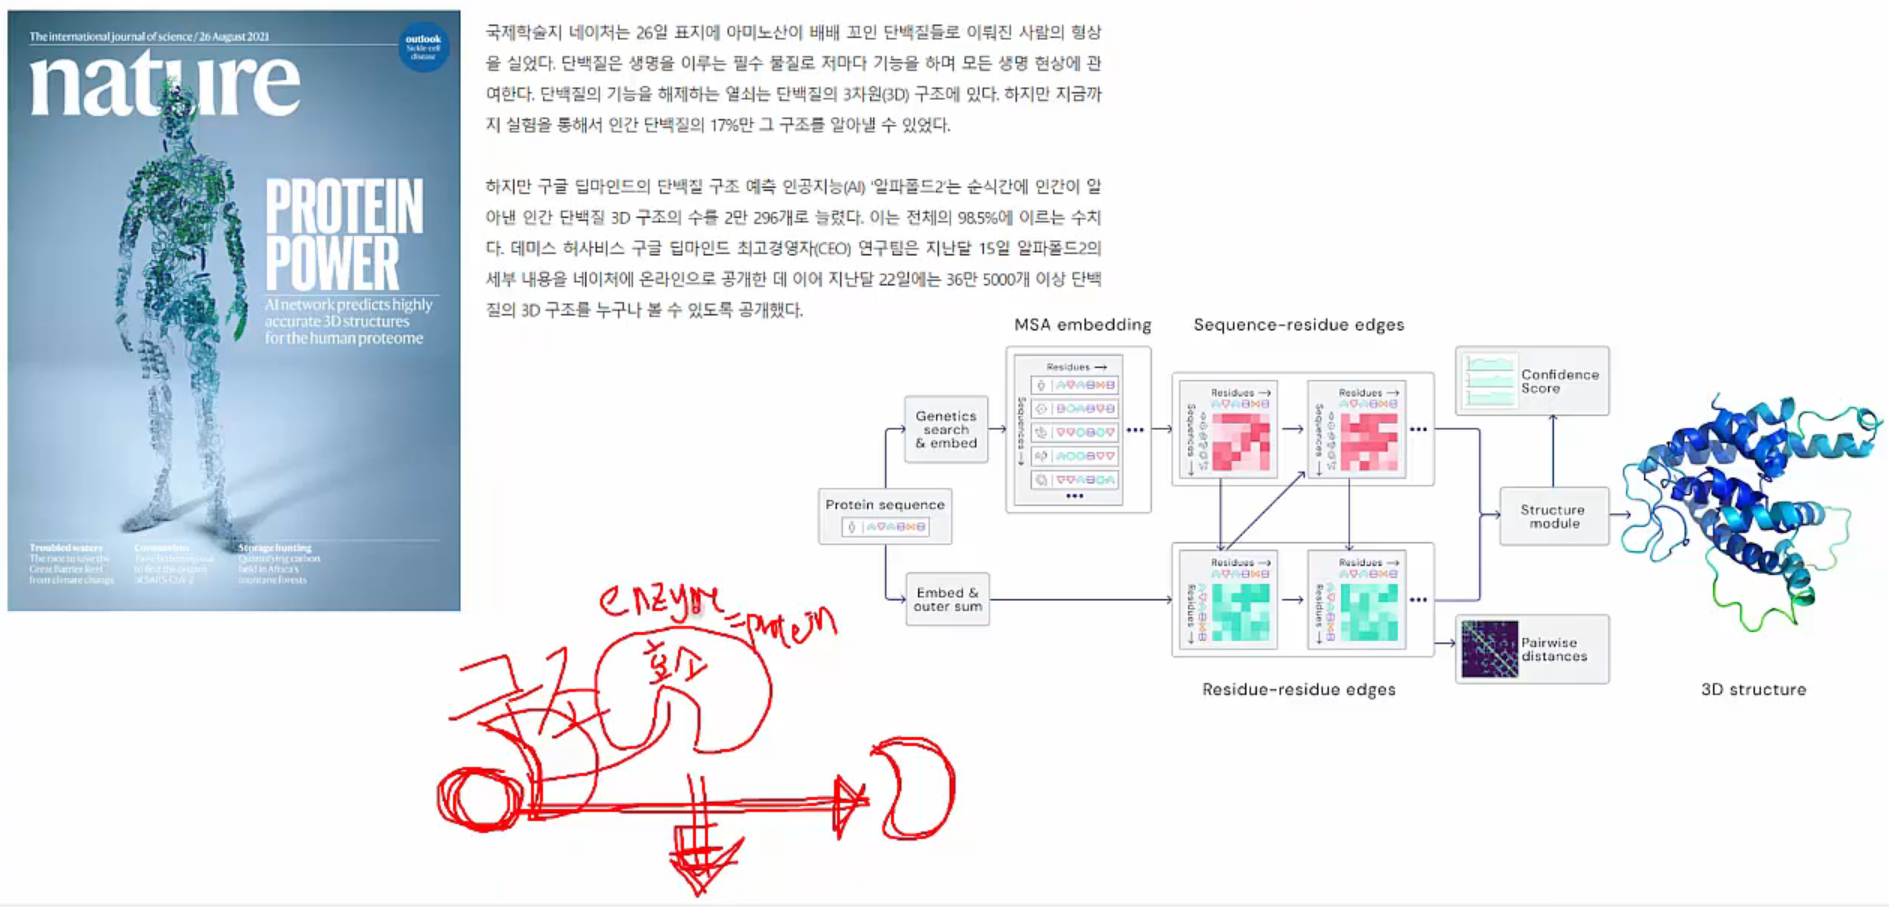 The international journal of science / 26 August 2021
outlook
Sickle-cell
disease
nature
PROTEIN
POWER
AI network predicts highly
accurate 3D structures
for the human proteome
Troubled waters
The race to save the
Great Barrier Reef
from climate change
Coronavirus
of SARS-CoV-2
Storage hunting
Quantifying carbon
held in Africa's
montane forests
국제학술지 네이처는 26일 표지에 아미노산이 배배 꼬인 단백질들로 이뤄진 사람의 형상
을 실었다. 단백질은 생명을 이루는 필수 물질로 저마다 기능을 하며 모든 생명 현상에 관
여한다. 단백질의 기능을 해제하는 열쇠는 단백질의 3차원(3D) 구조에 있다. 하지만 지금까
지 실험을 통해서 인간 단백질의 17%만 그 구조를 알아낼 수 있었다.
하지만 구글 딥마인드의 단백질 구조 예측 인공지능(AI) ‘알파폴드2’는 순식간에 인간이 알
아낸 인간 단백질 3D 구조의 수를 2만 296개로 늘렸다. 이는 전체의 98.5%에 이르는 수치
다. 데미스 허사비스 구글 딥마인드 최고경영자(CEO) 연구팀은 지난달 15일 알파폴드2의
세부 내용을 네이처에 온라인으로 공개한 데 이어 지난달 22일에는 36만 5000개 이상 단백
질의 3D 구조를 누구나 볼 수 있도록 공개했다.
MSA embedding
Sequence-residue edges
Residues →
Sequences →
Genetics
search
& embed
Protein sequence
Embed &
outer sum
Residues →
Sequences →
Residues →
Sequences →
Residues →
Residues →
Residues →
Residues →
Residue-residue edges
Confidence
Score
Structure
module
Pairwise
distances
3D structure
enzyme
=protein
효소